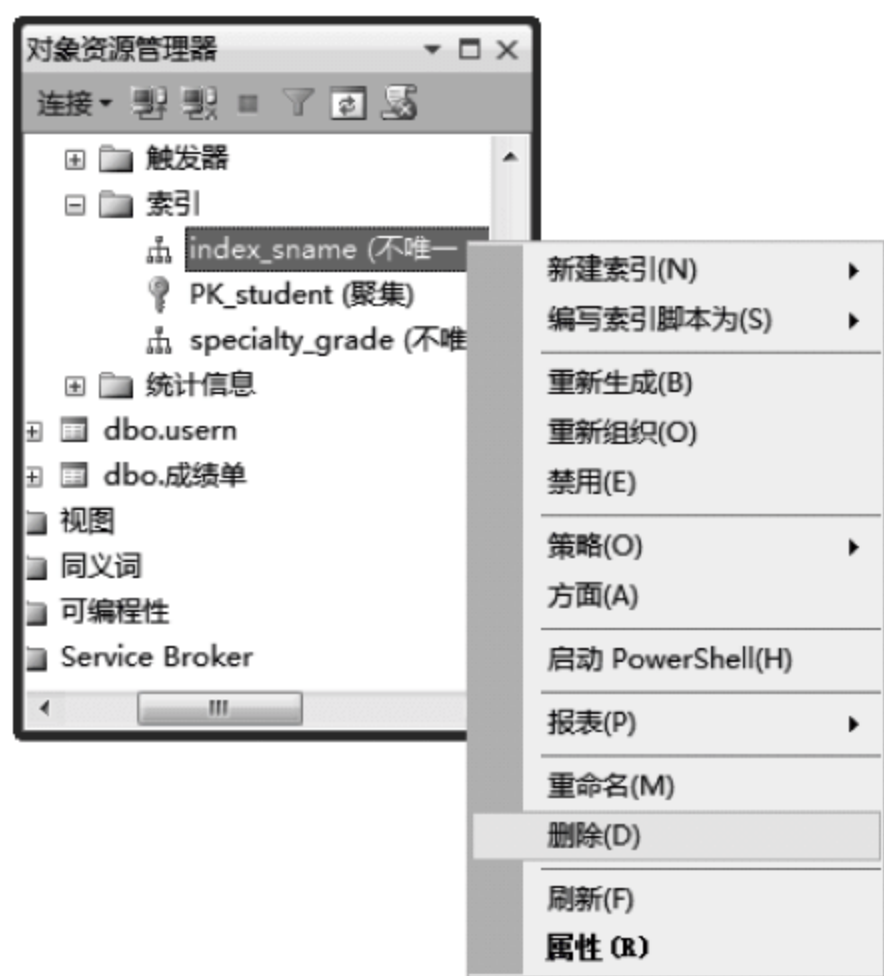 对象资源管理器
连接
触发器
索引
index_sname (不唯一
PK_student (聚集)
specialty_grade (不唯
统计信息
dbo.usern
dbo.成绩单
视图
同义词
可编程性
Service Broker
新建索引(N)
编写索引脚本为(S)
重新生成(B)
重新组织(O)
禁用(E)
策略(O)
方面(A)
启动 PowerShell(H)
报表(P)
重命名(M)
删除(D)
刷新(F)
属性(R)